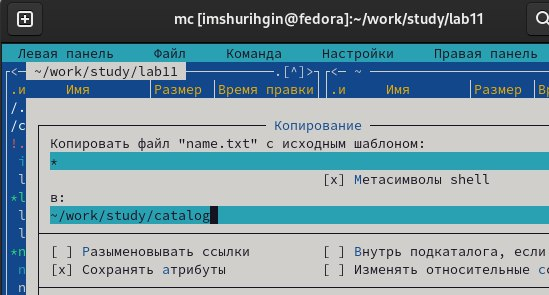 mc [imshurihgin@fedora]:~/work/study/lab11
Левая панель Файл Команда Настройки Правая панель
<— ~/work/study/lab11 .[^]> <— ~
.и Имя Размер Время правки .и Имя Размер Вр
/.
/c
!.
i
l
*l
l
l
*n
n
n
Копирование
Копировать файл "name.txt" с исходным шаблоном:
*
[x] Метасимволы shell
в:
~/work/study/catalog
[ ] Разыменовывать ссылки [ ] Внутрь подкаталога, если
[x] Сохранять атрибуты [ ] Изменять относительные сс